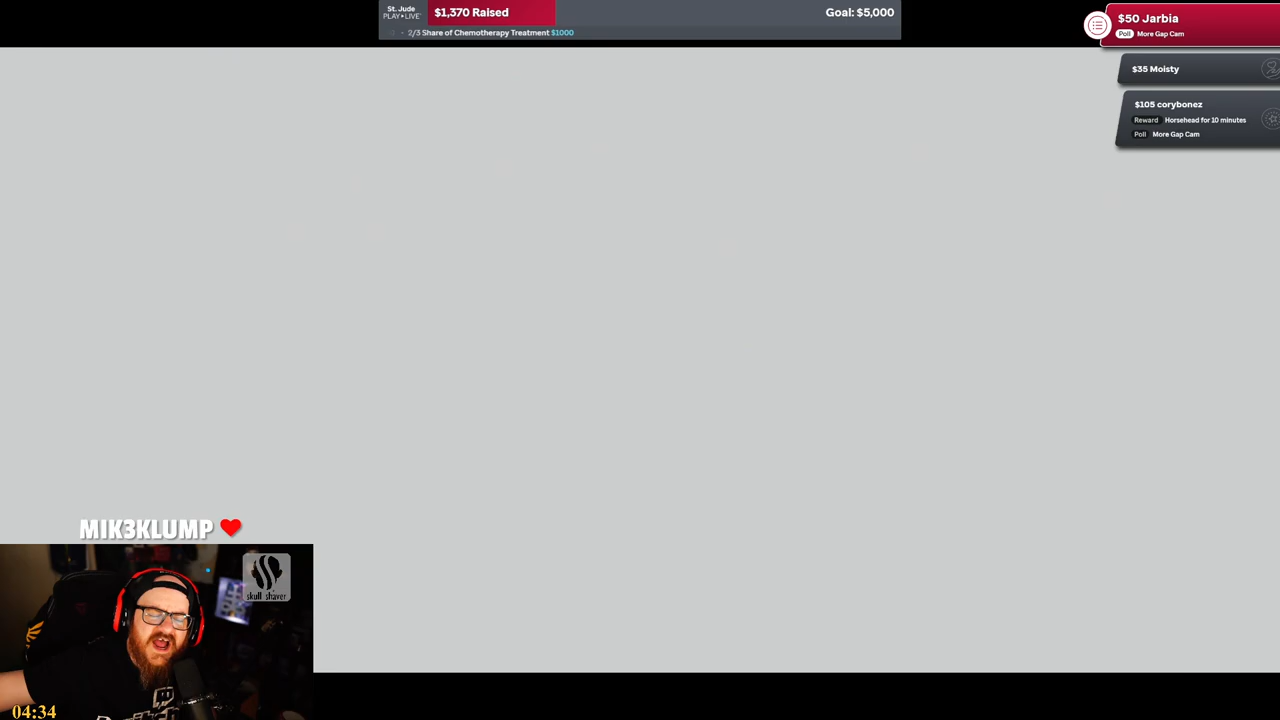 St. Jude
PLAY LIVE
$1,370 Raised
Goal: $5,000
2/3 Share of Chemotherapy Treatment $1000
$50 Jarbia
Poll More Gap Cam
$35 Moisty
$105 corybonez
Reward Horsehead for 10 minutes
Poll More Gap Cam
MIK3KLUMP
skull shaver
04:34